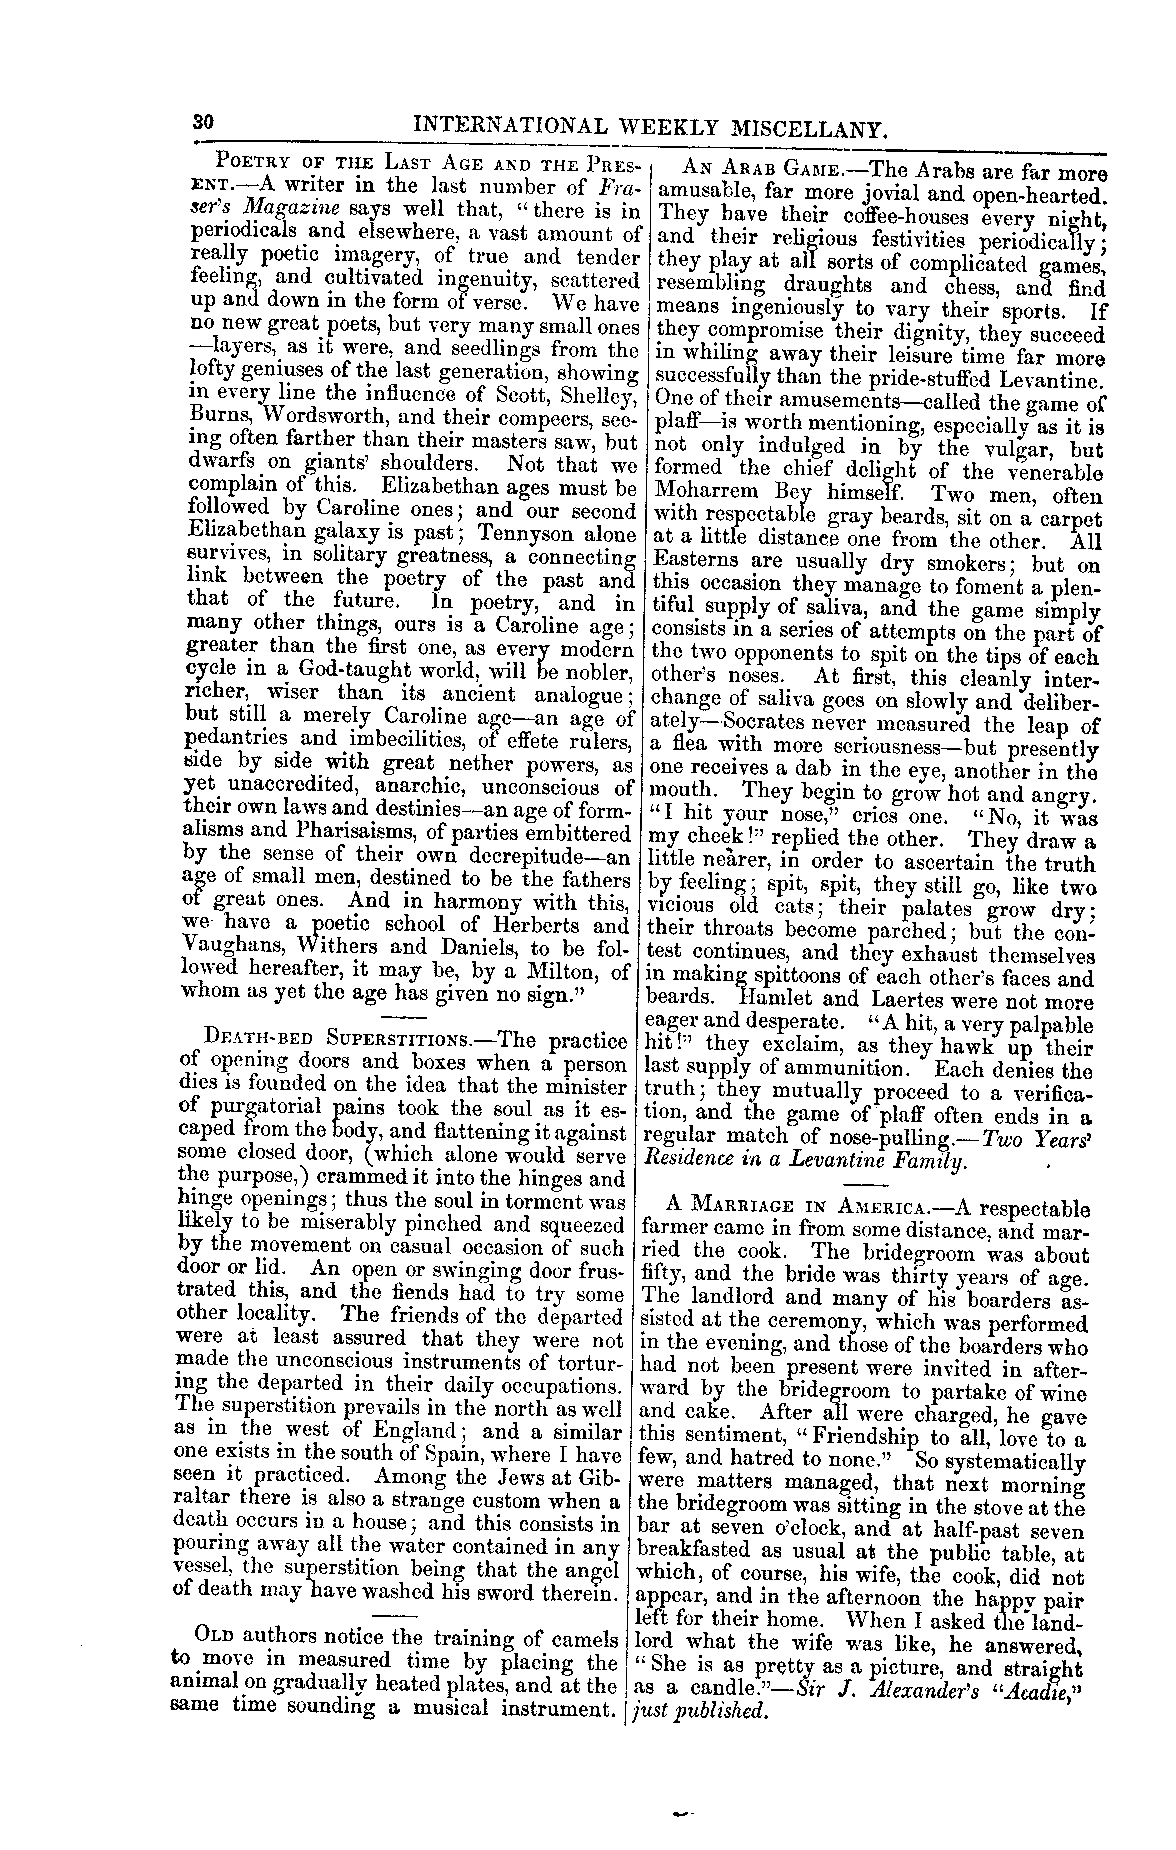 30 INTERNATIONAL WEEKLY MISCELLANY.
POETRY OF THE LAST AGE AND THE PRES-
ENT.—A writer in the last number of Fra-
ser's Magazine says well that, "there is in
periodicals and elsewhere, a vast amount of
really poetic imagery, of true and tender
feeling, and cultivated ingenuity, scattered
up and down in the form of verse. We have
no new great poets, but very many small ones
—layers, as it were, and seedlings from the
lofty geniuses of the last generation, showing
in every line the influence of Scott, Shelley,
Burns, Wordsworth, and their compeers, see-
ing often farther than their masters saw, but
dwarfs on giants' shoulders. Not that we
complain of this. Elizabethan ages must be
followed by Caroline ones; and our second
Elizabethan galaxy is past; Tennyson alone
survives, in solitary greatness, a connecting
link between the poetry of the past and
that of the future. In poetry, and in
many other things, ours is a Caroline age;
greater than the first one, as every modern
cycle in a God-taught world, will be nobler,
richer, wiser than its ancient analogue;
but still a merely Caroline age—an age of
pedantries and imbecilities, of effete rulers,
side by side with great nether powers, as
yet unaccredited, anarchic, unconscious of
their own laws and destinies—an age of form-
alisms and Pharisaisms, of parties embittered
by the sense of their own decrepitude—an
age of small men, destined to be the fathers
of great ones. And in harmony with this,
we have a poetic school of Herberts and
Vaughans, Withers and Daniels, to be fol-
lowed hereafter, it may be, by a Milton, of
whom as yet the age has given no sign."
DEATH-BED SUPERSTITIONS.—The practice
of opening doors and boxes when a person
dies is founded on the idea that the minister
of purgatorial pains took the soul as it es-
caped from the body, and flattening it against
some closed door, (which alone would serve
the purpose,) crammed it into the hinges and
hinge openings; thus the soul in torment was
likely to be miserably pinched and squeezed
by the movement on casual occasion of such
door or lid. An open or swinging door frus-
trated this, and the fiends had to try some
other locality. The friends of the departed
were at least assured that they were not
made the unconscious instruments of tortur-
ing the departed in their daily occupations.
The superstition prevails in the north as well
as in the west of England; and a similar
one exists in the south of Spain, where I have
seen it practiced. Among the Jews at Gib-
raltar there is also a strange custom when a
death occurs in a house; and this consists in
pouring away all the water contained in any
vessel, the superstition being that the angel
of death may have washed his sword therein.
OLD authors notice the training of camels
to move in measured time by placing the
animal on gradually heated plates, and at the
same time sounding a musical instrument.
AN ARAB GAME.—The Arabs are far more
amusable, far more jovial and open-hearted.
They have their coffee-houses every night,
and their religious festivities periodically;
they play at all sorts of complicated games,
resembling draughts and chess, and find
means ingeniously to vary their sports. If
they compromise their dignity, they succeed
in whiling away their leisure time far more
successfully than the pride-stuffed Levantine.
One of their amusements—called the game of
plaff—is worth mentioning, especially as it is
not only indulged in by the vulgar, but
formed the chief delight of the venerable
Moharrem Bey himself. Two men, often
with respectable gray beards, sit on a carpet
at a little distance one from the other. All
Easterns are usually dry smokers; but on
this occasion they manage to foment a plen-
tiful supply of saliva, and the game simply
consists in a series of attempts on the part of
the two opponents to spit on the tips of each
other's noses. At first, this cleanly inter-
change of saliva goes on slowly and deliber-
ately—Socrates never measured the leap of
a flea with more seriousness—but presently
one receives a dab in the eye, another in the
mouth. They begin to grow hot and angry.
"I hit your nose," cries one. "No, it was
my cheek!" replied the other. They draw a
little nearer, in order to ascertain the truth
by feeling; spit, spit, they still go, like two
vicious old cats; their palates grow dry;
their throats become parched; but the con-
test continues, and they exhaust themselves
in making spittoons of each other's faces and
beards. Hamlet and Laertes were not more
eager and desperate. "A hit, a very palpable
hit!" they exclaim, as they hawk up their
last supply of ammunition. Each denies the
truth; they mutually proceed to a verifica-
tion, and the game of plaff often ends in a
regular match of nose-pulling.—Two Years'
Residence in a Levantine Family.
A MARRIAGE IN AMERICA.—A respectable
farmer came in from some distance, and mar-
ried the cook. The bridegroom was about
fifty, and the bride was thirty years of age.
The landlord and many of his boarders as-
sisted at the ceremony, which was performed
in the evening, and those of the boarders who
had not been present were invited in after-
ward by the bridegroom to partake of wine
and cake. After all were charged, he gave
this sentiment, "Friendship to all, love to a
few, and hatred to none." So systematically
were matters managed, that next morning
the bridegroom was sitting in the stove at the
bar at seven o'clock, and at half-past seven
breakfasted as usual at the public table, at
which, of course, his wife, the cook, did not
appear, and in the afternoon the happy pair
left for their home. When I asked the land-
lord what the wife was like, he answered,
"She is as pretty as a picture, and straight
as a candle."—Sir J. Alexander's "Acadie,"
just published.